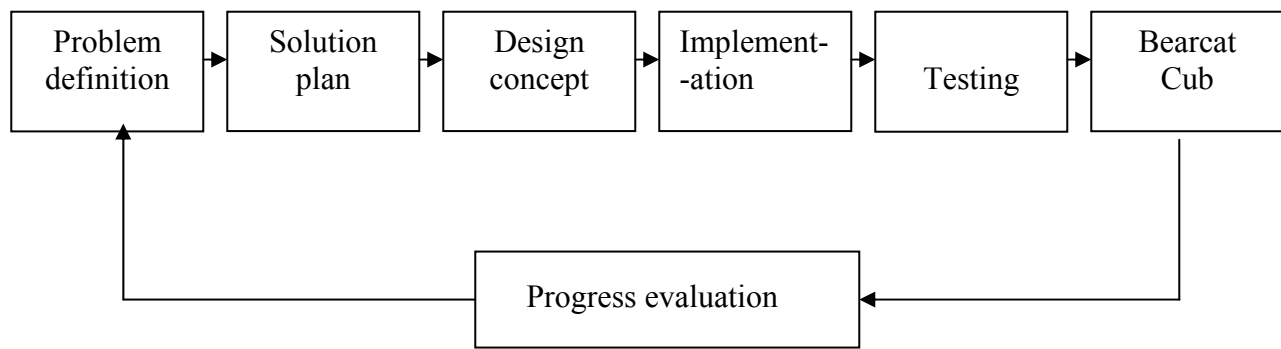 Problem
definition
Solution
plan
Design
concept
Implement-
-ation
Testing
Bearcat
Cub
Progress evaluation